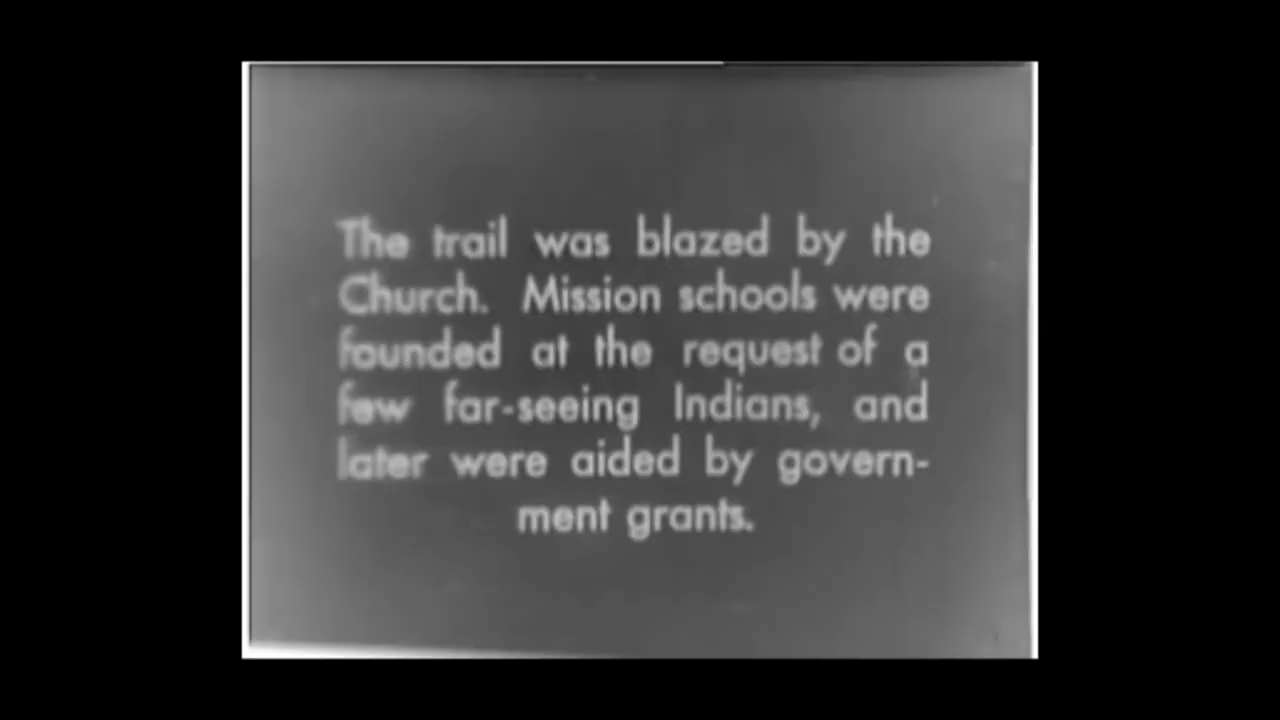 The trail was blazed by the
Church. Mission schools were
founded at the request of a
few far-seeing Indians, and
later were aided by govern-
ment grants.